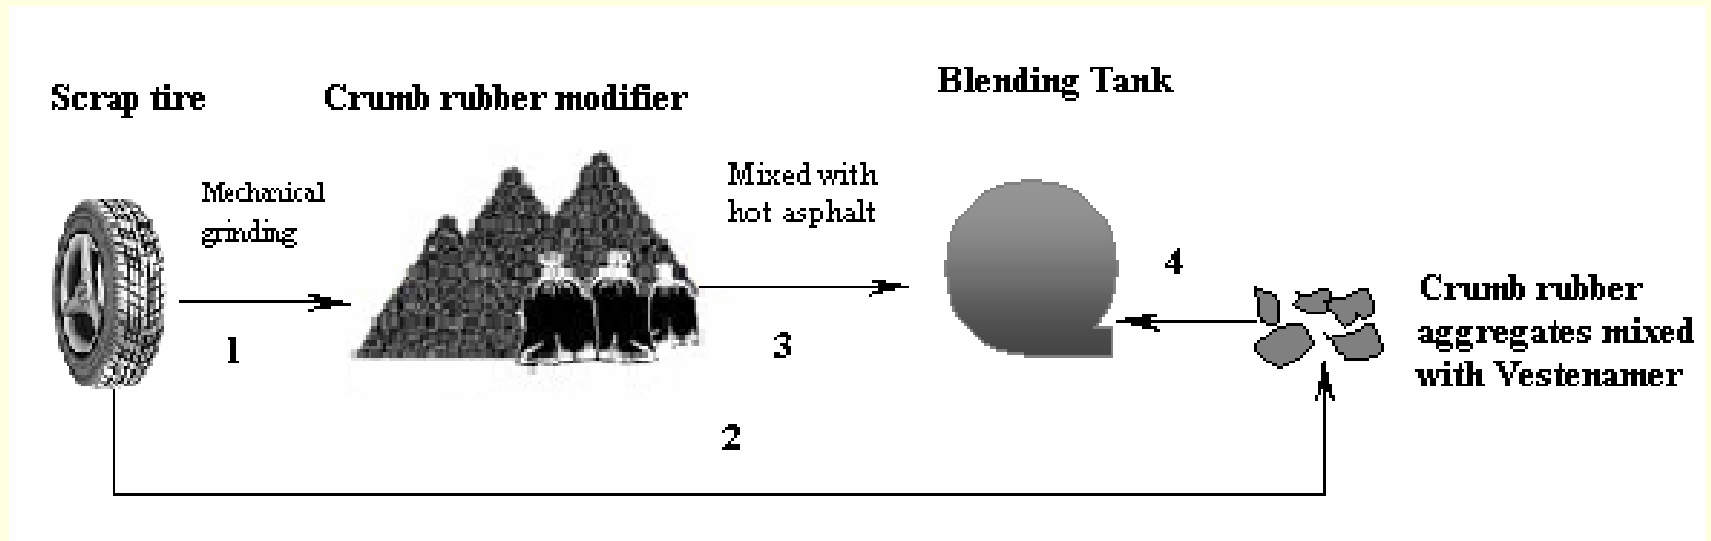 Scrap tire
Crumb rubber modifier
Blending Tank
Mechanical
grinding
Mixed with
hot asphalt
1
3
4
Crumb rubber
aggregates mixed
with Vestenamer
2